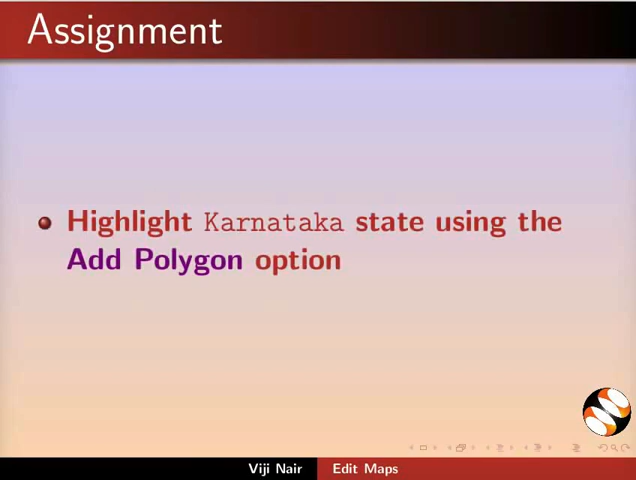 Assignment
Highlight Karnataka state using the
Add Polygon option
Viji Nair Edit Maps